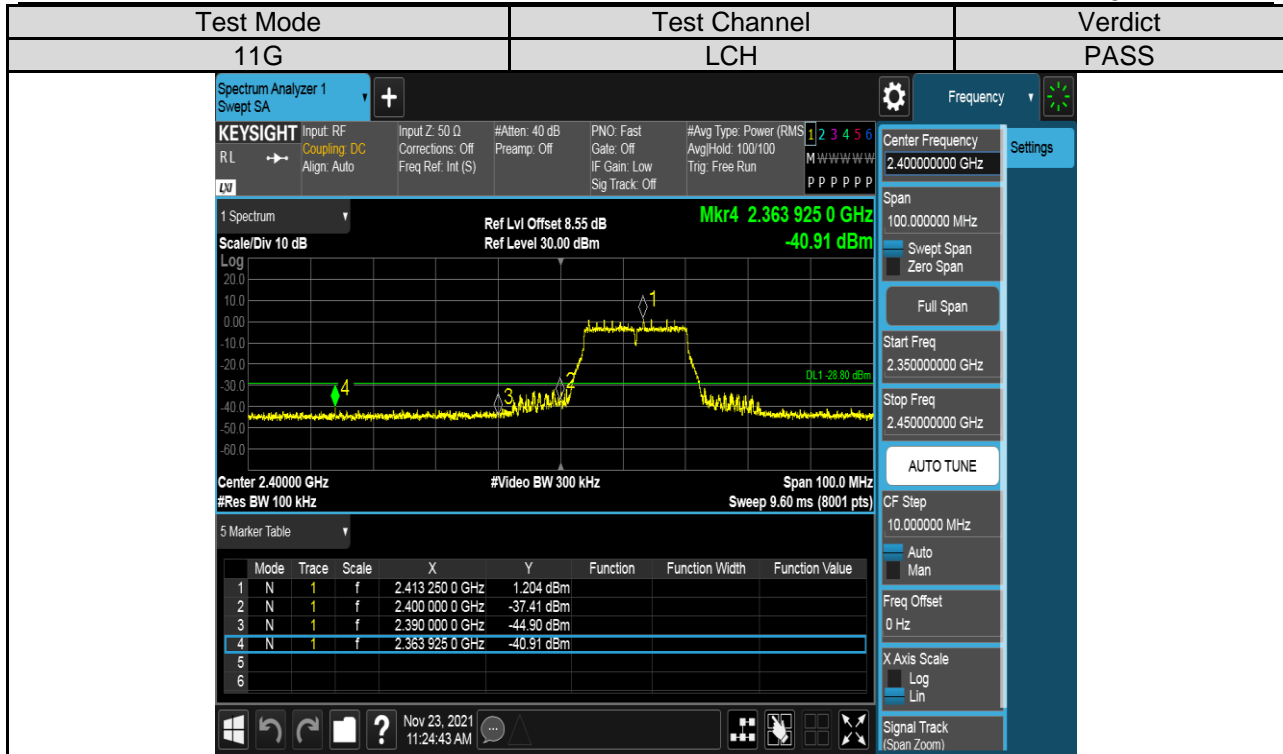 Test Mode Test Channel Verdict
11G LCH PASS
Spectrum Analyzer 1
Swept SA
+
Frequency
KEYSIGHT Input: RF Input Z: 50 Ω #Atten: 40 dB PNO: Fast #Avg Type: Power (RMS 1 2 3 4 5 6
RL Coupling: DC Corrections: Off Preamp: Off Gate: Off Avg|Hold: 100/100 M W W W W W
Align: Auto Freq Ref: Int (S) IF Gain: Low Trig: Free Run
LXI Sig Track: Off P P P P P P
1 Spectrum
Ref Lvl Offset 8.55 dB Mkr4 2.363 925 0 GHz
Scale/Div 10 dB Ref Level 30.00 dBm -40.91 dBm
Log
20.0
10.0
0.00
-10.0
-20.0
-30.0
-40.0
-50.0
-60.0
1
2
3
4
DL1 -28.80 dBm
Center 2.40000 GHz #Video BW 300 kHz Span 100.0 MHz
#Res BW 100 kHz Sweep 9.60 ms (8001 pts)
5 Marker Table
Mode Trace Scale X Y Function Function Width Function Value
1 N 1 f 2.413 250 0 GHz 1.204 dBm
2 N 1 f 2.400 000 0 GHz -37.41 dBm
3 N 1 f 2.390 000 0 GHz -44.90 dBm
4 N 1 f 2.363 925 0 GHz -40.91 dBm
5
6
? Nov 23, 2021
11:24:43 AM
Center Frequency
2.400000000 GHz
Settings
Span
100.000000 MHz
Swept Span
Zero Span
Full Span
Start Freq
2.350000000 GHz
Stop Freq
2.450000000 GHz
AUTO TUNE
CF Step
10.000000 MHz
Auto
Man
Freq Offset
0 Hz
X Axis Scale
Log
Lin
Signal Track
(Span Zoom)